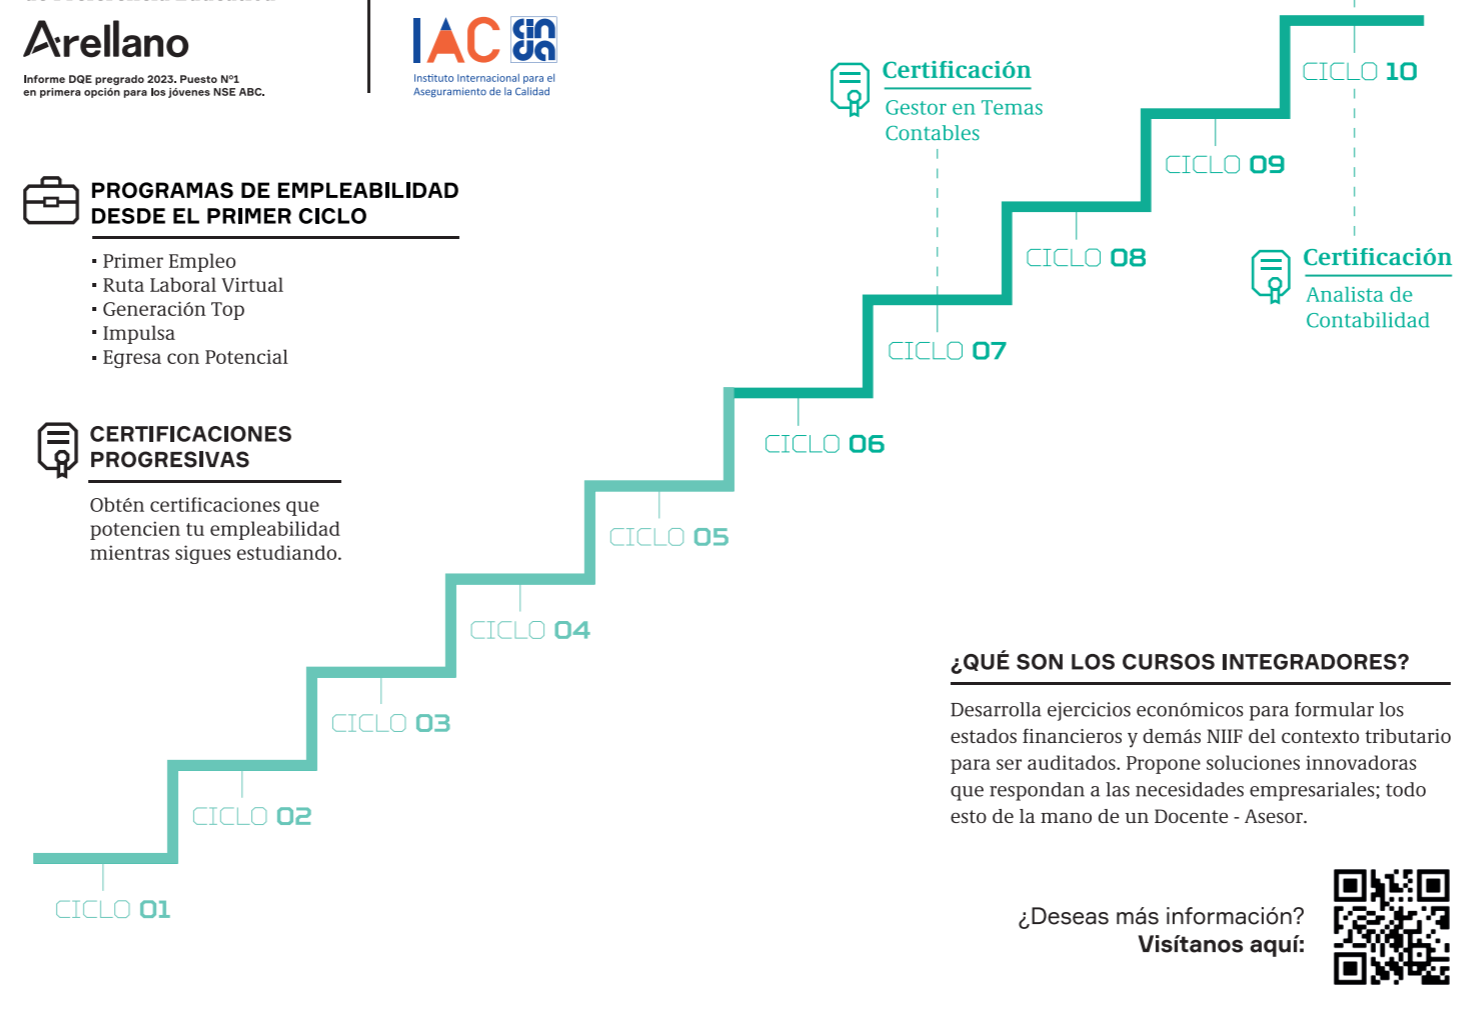 Arellano
Informe DQE pregrado 2023. Puesto N°1
en primera opción para los jóvenes NSE ABC.
IAC
cinda
Instituto Internacional para el
Aseguramiento de la Calidad
PROGRAMAS DE EMPLEABILIDAD
DESDE EL PRIMER CICLO
▪ Primer Empleo
▪ Ruta Laboral Virtual
▪ Generación Top
▪ Impulsa
▪ Egresa con Potencial
CERTIFICACIONES
PROGRESIVAS
Obtén certificaciones que
potencien tu empleabilidad
mientras sigues estudiando.
CICLO 01
CICLO 02
CICLO 03
CICLO 04
CICLO 05
CICLO 06
CICLO 07
Certificación
Gestor en Temas
Contables
CICLO 08
CICLO 09
CICLO 10
Certificación
Analista de
Contabilidad
¿QUÉ SON LOS CURSOS INTEGRADORES?
Desarrolla ejercicios económicos para formular los
estados financieros y demás NIIF del contexto tributario
para ser auditados. Propone soluciones innovadoras
que respondan a las necesidades empresariales; todo
esto de la mano de un Docente - Asesor.
¿Deseas más información?
Visítanos aquí: